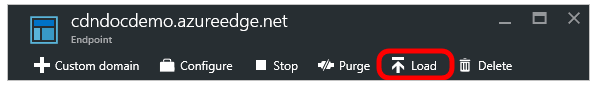 cdndocdemo.azureedge.net
Endpoint
Custom domain Configure Stop Purge Load Delete